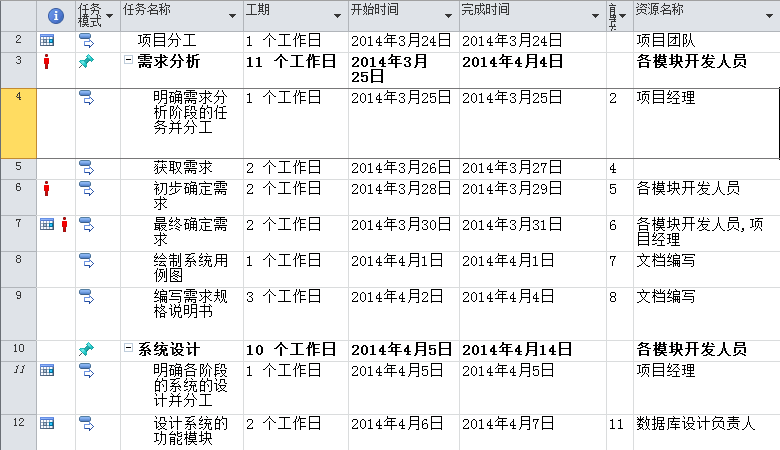 任务模式 任务名称 工期 开始时间 完成时间 资源名称
2 项目分工 1 个工作日 2014年3月24日 2014年3月24日 项目团队
3 需求分析 11 个工作日 2014年3月25日 2014年4月4日 各模块开发人员
4 明确需求分析阶段的任务并分工 1 个工作日 2014年3月25日 2014年3月25日 2 项目经理
5 获取需求 2 个工作日 2014年3月26日 2014年3月27日 4
6 初步确定需求 2 个工作日 2014年3月28日 2014年3月29日 5 各模块开发人员
7 最终确定需求 2 个工作日 2014年3月30日 2014年3月31日 6 各模块开发人员,项目经理
8 绘制系统用例图 1 个工作日 2014年4月1日 2014年4月1日 7 文档编写
9 编写需求规格说明书 3 个工作日 2014年4月2日 2014年4月4日 8 文档编写
10 系统设计 10 个工作日 2014年4月5日 2014年4月14日 各模块开发人员
11 明确各阶段的系统的设计并分工 1 个工作日 2014年4月5日 2014年4月5日 项目经理
12 设计系统的功能模块 2 个工作日 2014年4月6日 2014年4月7日 11 数据库设计负责人